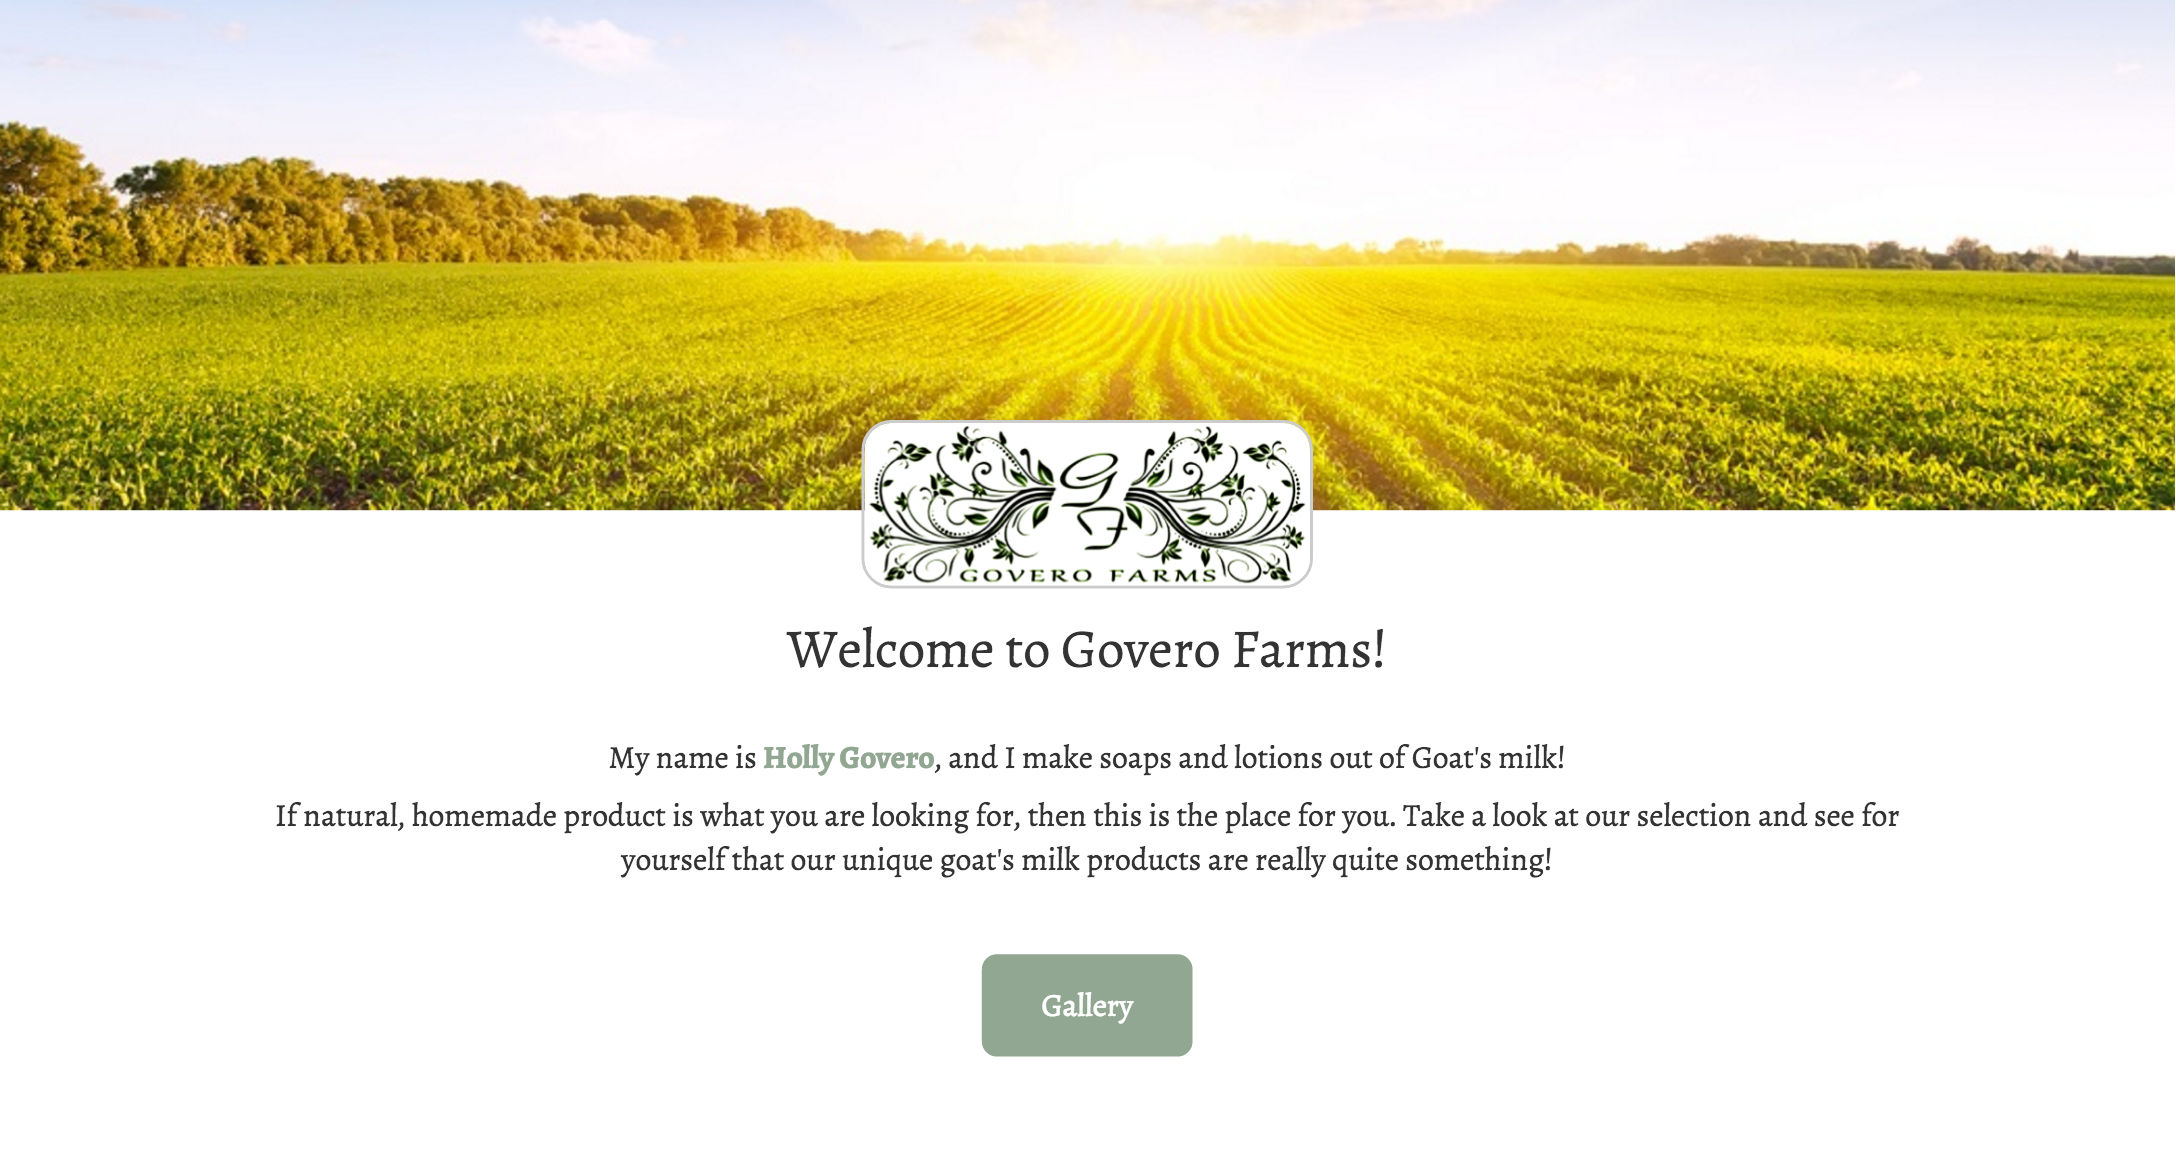 G
F
GOVERO FARMS
Welcome to Govero Farms!
My name is Holly Govero, and I make soaps and lotions out of Goat's milk!
If natural, homemade product is what you are looking for, then this is the place for you. Take a look at our selection and see for
yourself that our unique goat's milk products are really quite something!
Gallery